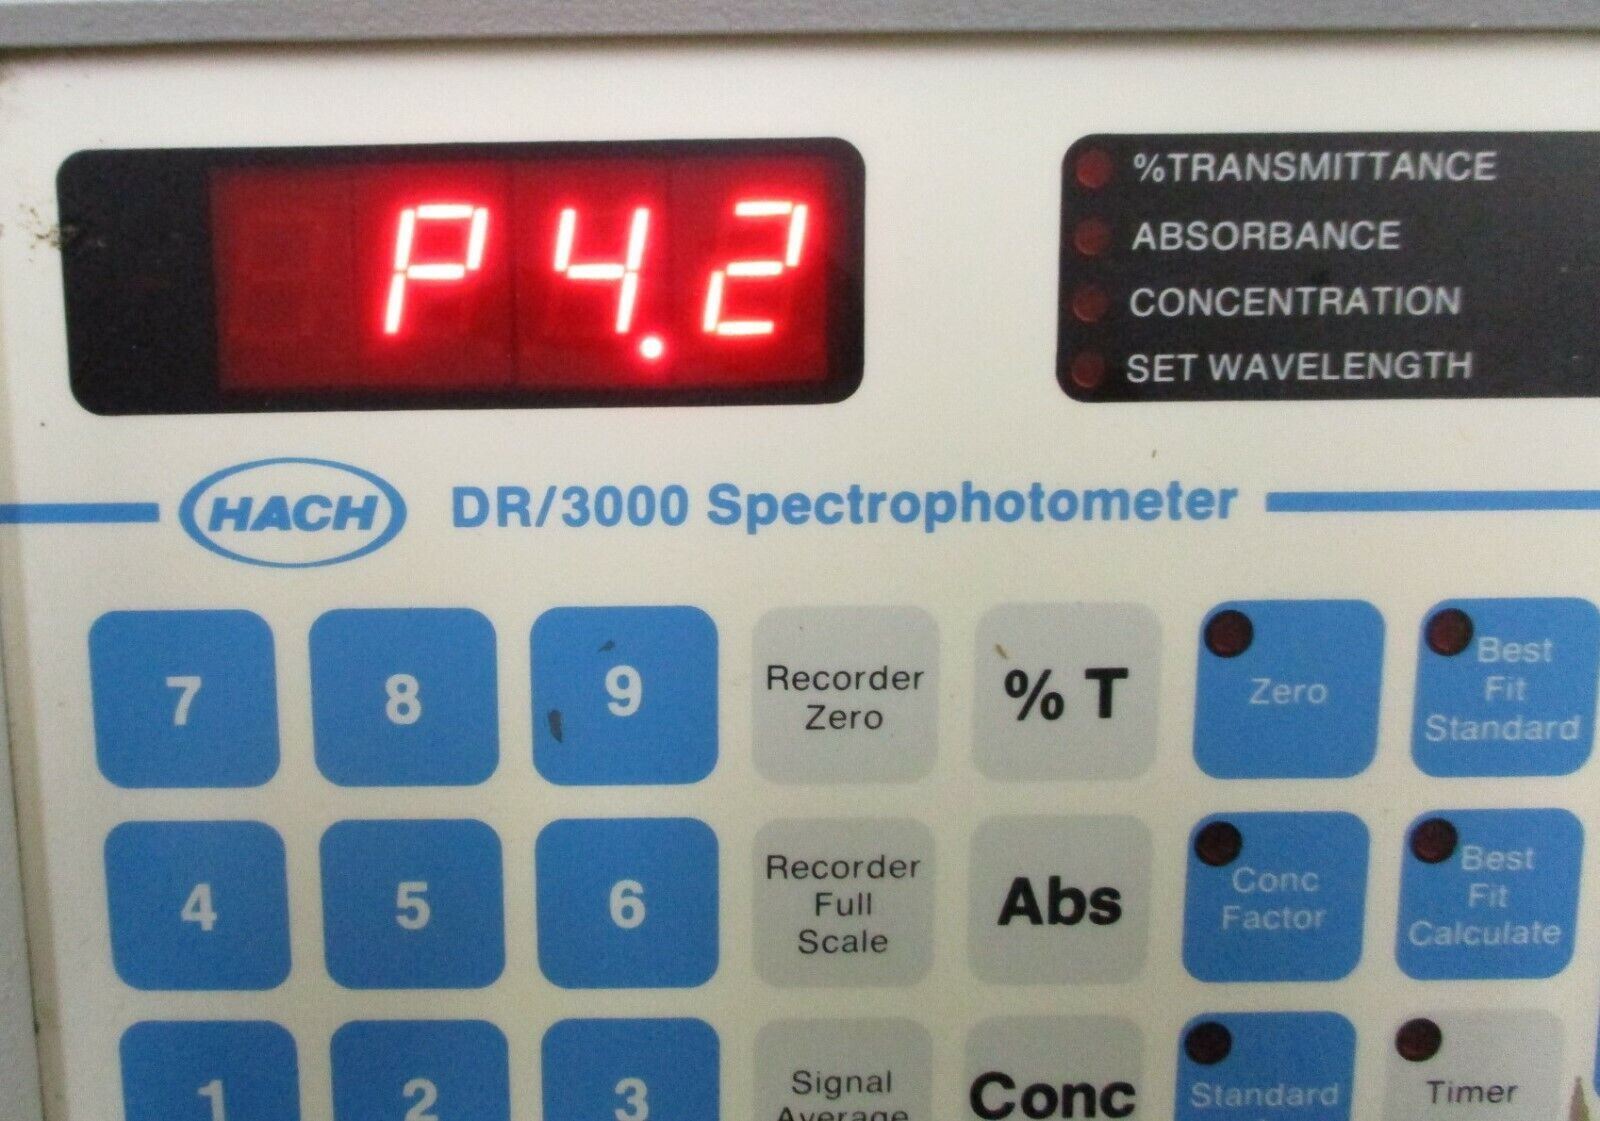 P4.2
%TRANSMITTANCE
ABSORBANCE
CONCENTRATION
SET WAVELENGTH
HACH
DR/3000 Spectrophotometer
7
8
9
Recorder
Zero
% T
Zero
Best
Fit
Standard
4
5
6
Recorder
Full
Scale
Abs
Conc
Factor
Best
Fit
Calculate
1
2
3
Signal
Average
Conc
Standard
Timer